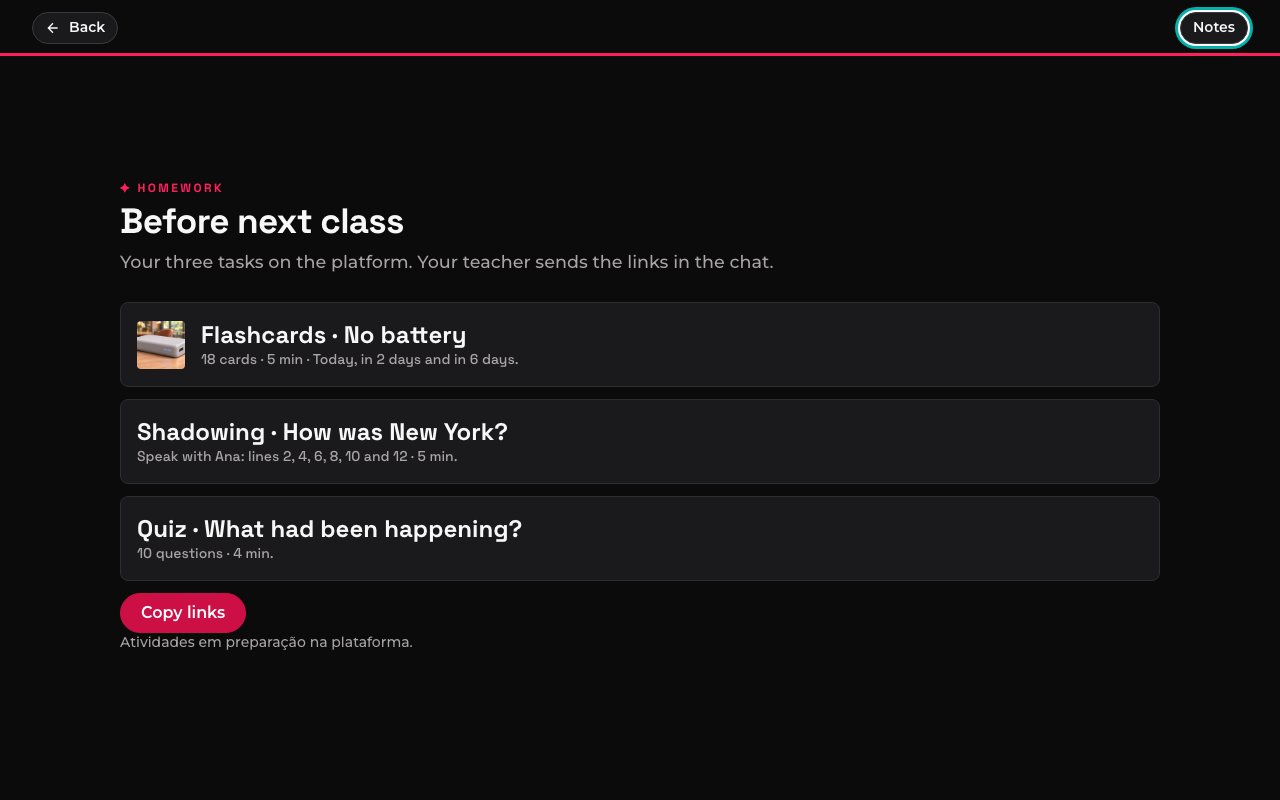 Back
Notes
HOMEWORK
Before next class
Your three tasks on the platform. Your teacher sends the links in the chat.
Flashcards · No battery
18 cards · 5 min · Today, in 2 days and in 6 days.
Shadowing · How was New York?
Speak with Ana: lines 2, 4, 6, 8, 10 and 12 · 5 min.
Quiz · What had been happening?
10 questions · 4 min.
Copy links
Atividades em preparação na plataforma.